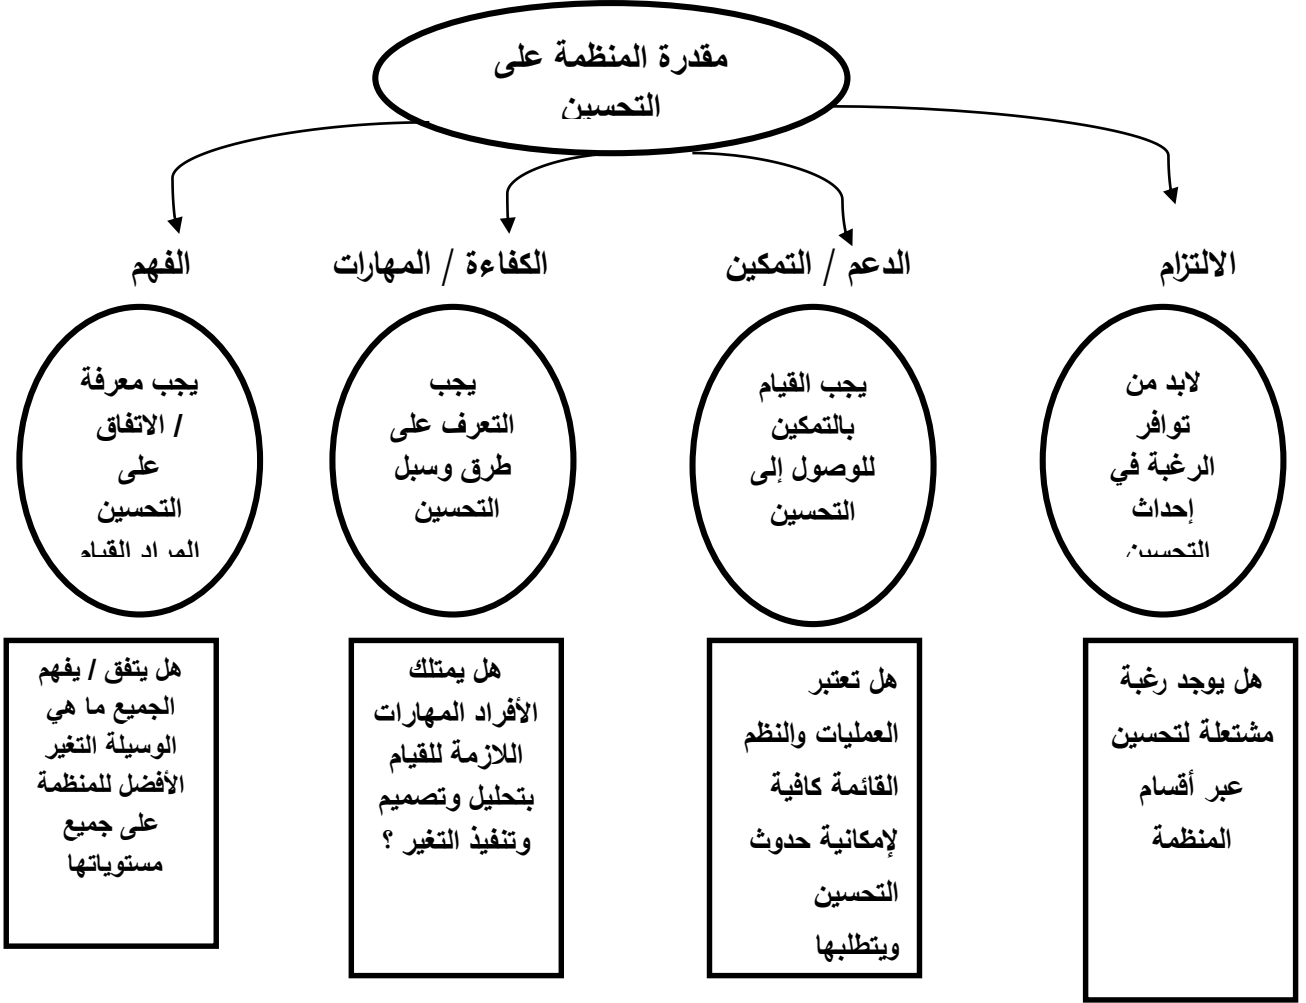 مقدرة المنظمة على
التحسين
الالتزام
الدعم / التمكين
الكفاءة / المهارات
الفهم
لابد من
توافر
الرغبة في
إحداث
التحسين
يجب القيام
بالتمكين
للوصول إلى
التحسين
يجب
التعرف على
طرق وسبل
التحسين
يجب معرفة
/ الاتفاق
على
التحسين
المراد القيام
هل يوجد رغبة
مشتعلة لتحسين
عبر أقسام
المنظمة
هل تعتبر
العمليات والنظم
القائمة كافية
لإمكانية حدوث
التحسين
ويتطلبها
هل يمتلك
الأفراد المهارات
اللازمة للقيام
بتحليل وتصميم
وتنفيذ التغير ؟
هل يتفق / يفهم
الجميع ما هي
الوسيلة التغير
الأفضل للمنظمة
على جميع
مستوياتها